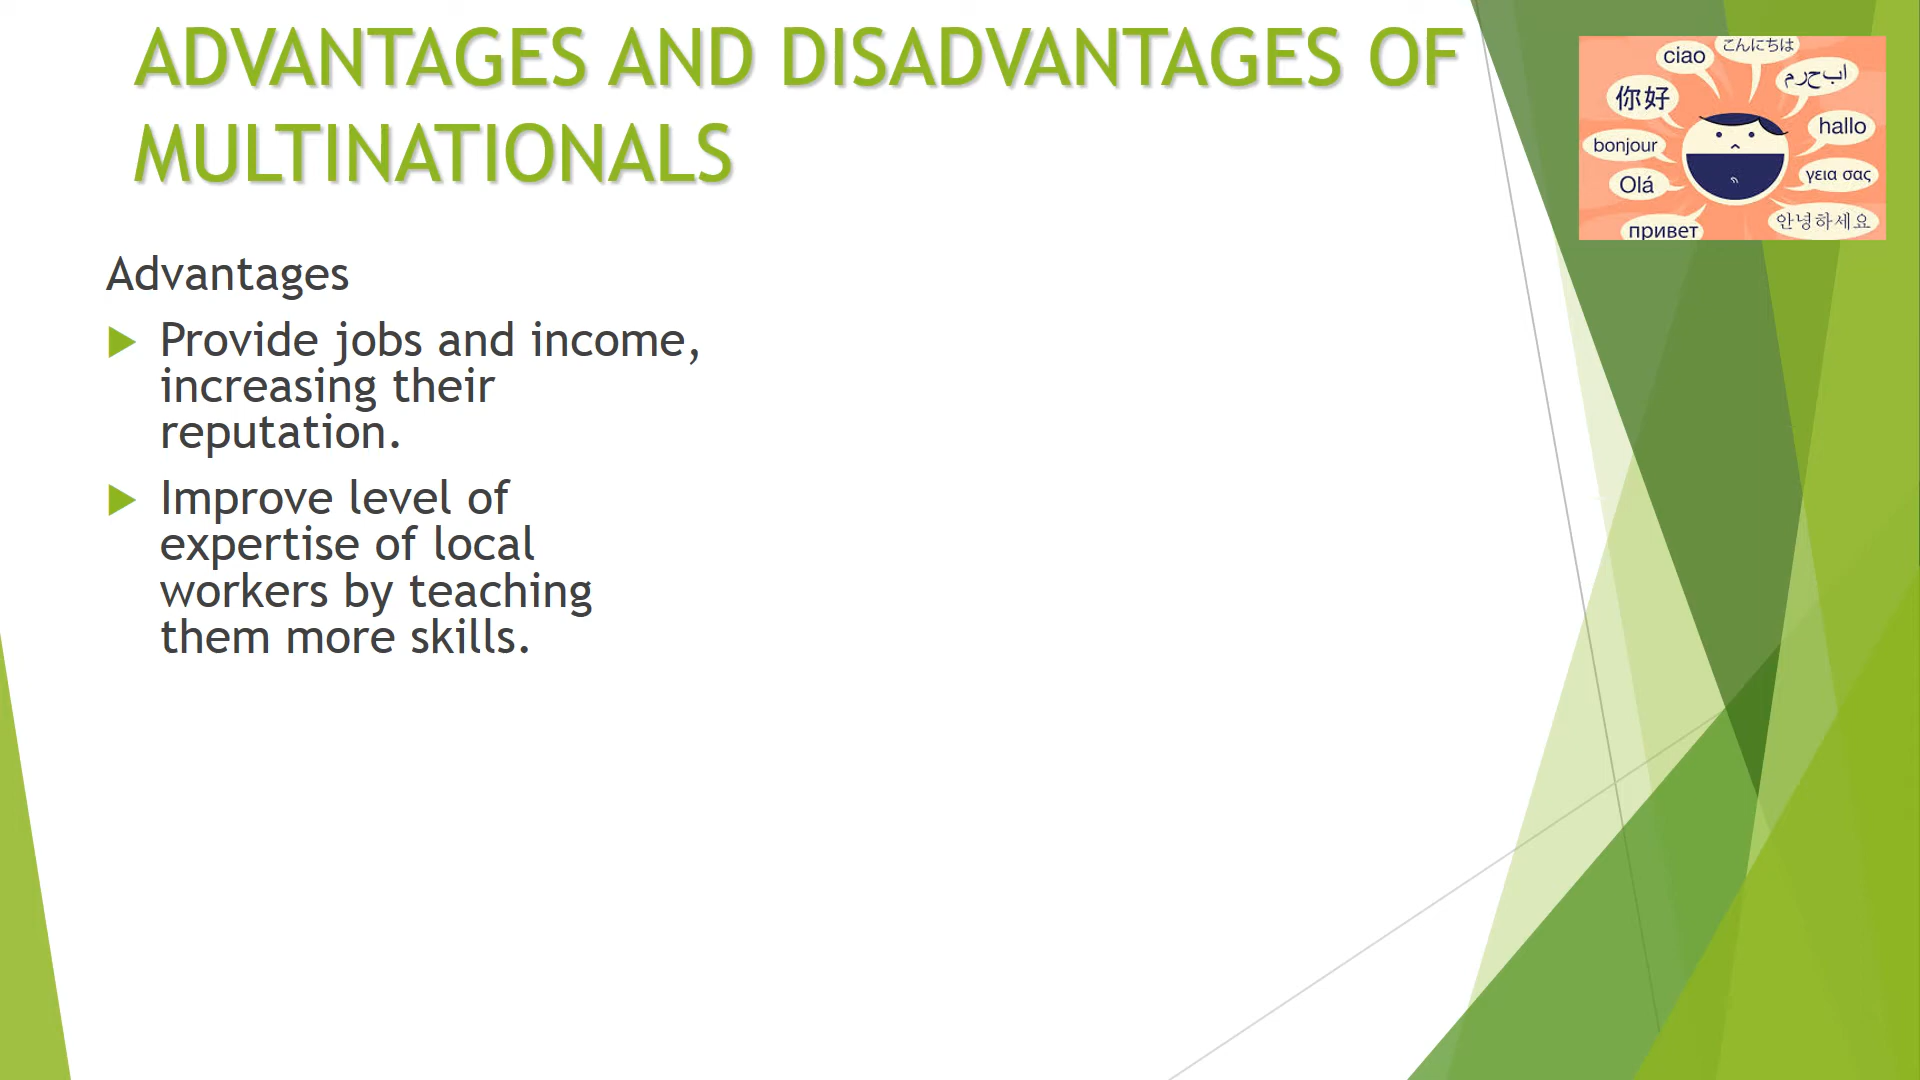 ADVANTAGES AND DISADVANTAGES OF
MULTINATIONALS
Advantages
Provide jobs and income,
increasing their
reputation.
Improve level of
expertise of local
workers by teaching
them more skills.
ciao
こんにちは
你好
bonjour
hallo
Olá
γεια σας
привет
안녕하세요